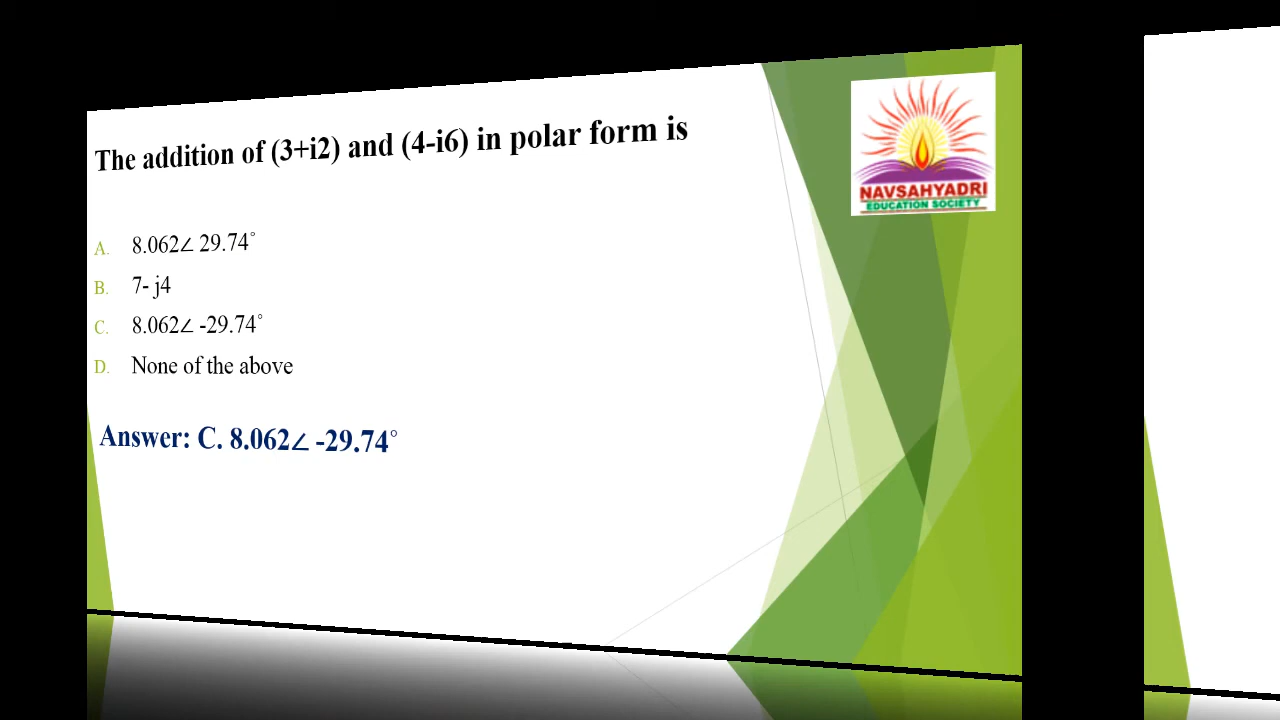 The addition of (3+i2) and (4-i6) in polar form is
NAVSAHYADRI
EDUCATION SOCIETY
A. 8.062∠ 29.74°
B. 7- j4
C. 8.062∠ -29.74°
D. None of the above
Answer: C. 8.062∠ -29.74°